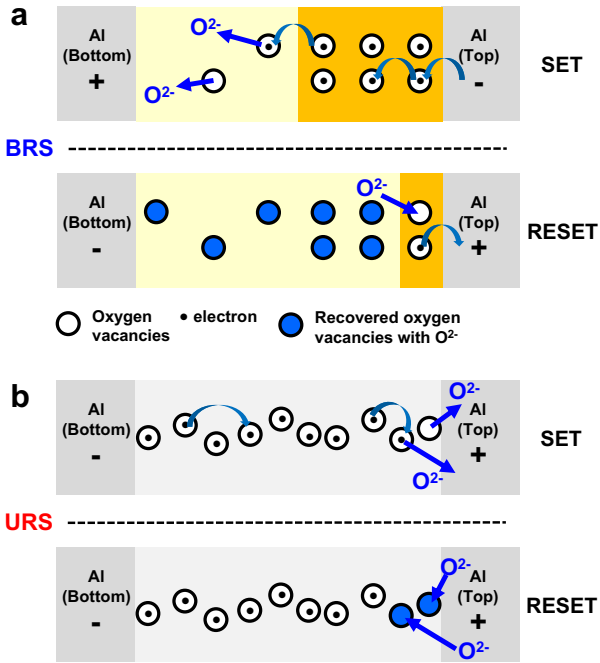 a
Al
(Bottom)
+
O²⁻
O²⁻
Al
(Top)
-
SET
BRS
Al
(Bottom)
-
O²⁻
Al
(Top)
+
RESET
Oxygen
vacancies
electron
Recovered oxygen
vacancies with O²⁻
b
Al
(Bottom)
-
O²⁻
O²⁻
Al
(Top)
+
SET
URS
Al
(Bottom)
-
O²⁻
O²⁻
Al
(Top)
+
RESET